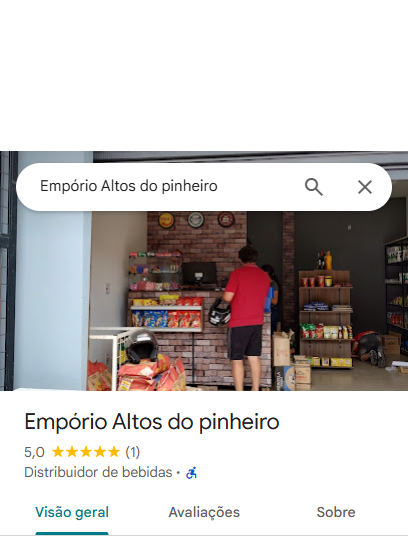 Empório Altos do pinheiro
Empório Altos do pinheiro
5,0 ★★★★★ (1)
Distribuidor de bebidas ·
Visão geral Avaliações Sobre